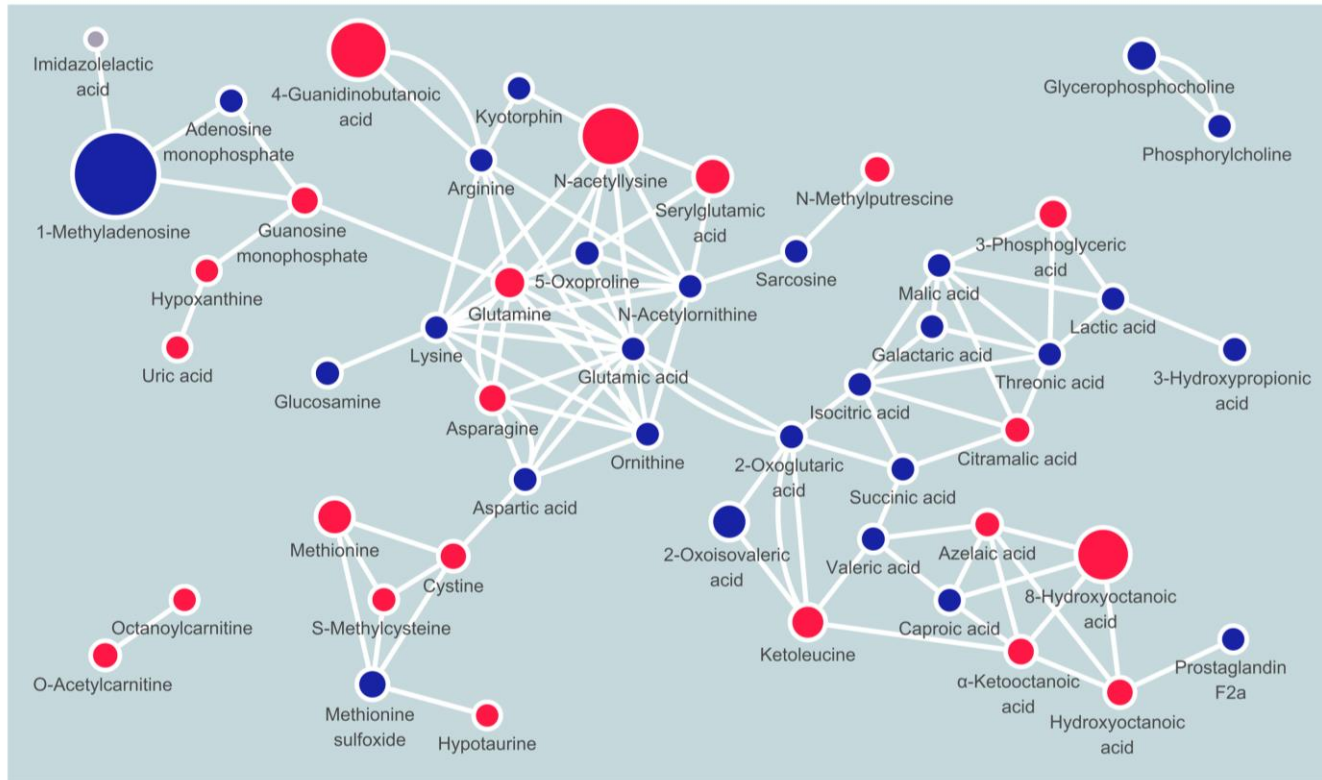 Imidazolelactic
acid
4-Guanidinobutanoic
acid
Adenosine
monophosphate
Kyotorphin
Glycerophosphocholine
Phosphorylcholine
Arginine
N-acetyllysine
Serylglutamic
acid
N-Methylputrescine
1-Methyladenosine
Guanosine
monophosphate
3-Phosphoglyceric
acid
Hypoxanthine
5-Oxoproline
Sarcosine
Malic acid
Glutamine
N-Acetylornithine
Lactic acid
Uric acid
Lysine
Galactaric acid
Glutamic acid
Threonic acid
3-Hydroxypropionic
acid
Glucosamine
Isocitric acid
Asparagine
Ornithine
2-Oxoglutaric
acid
Citramalic acid
Succinic acid
Aspartic acid
Methionine
2-Oxoisovaleric
acid
Azelaic acid
Valeric acid
Cystine
8-Hydroxyoctanoic
acid
Octanoylcarnitine
S-Methylcysteine
Caproic acid
Ketoleucine
Prostaglandin
F2a
O-Acetylcarnitine
α-Ketooctanoic
acid
Methionine
sulfoxide
Hypotaurine
Hydroxyoctanoic
acid